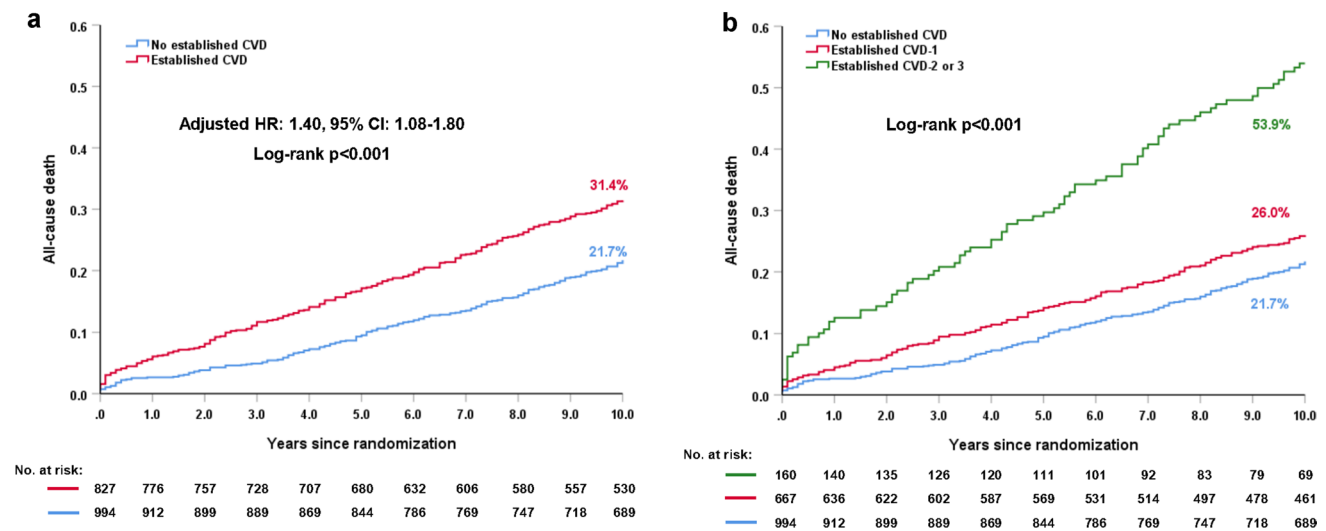 a
All-cause death
0.6
0.5
0.4
0.3
0.2
0.1
0.0
No established CVD
Established CVD
Adjusted HR: 1.40, 95% CI: 1.08-1.80
Log-rank p<0.001
31.4%
21.7%
.0 1.0 2.0 3.0 4.0 5.0 6.0 7.0 8.0 9.0 10.0
Years since randomization
No. at risk:
827 776 757 728 707 680 632 606 580 557 530
994 912 899 889 869 844 786 769 747 718 689
b
All-cause death
0.6
0.5
0.4
0.3
0.2
0.1
0.0
No established CVD
Established CVD-1
Established CVD-2 or 3
Log-rank p<0.001
53.9%
26.0%
21.7%
.0 1.0 2.0 3.0 4.0 5.0 6.0 7.0 8.0 9.0 10.0
Years since randomization
No. at risk:
160 140 135 126 120 111 101 92 83 79 69
667 636 622 602 587 569 531 514 497 478 461
994 912 899 889 869 844 786 769 747 718 689